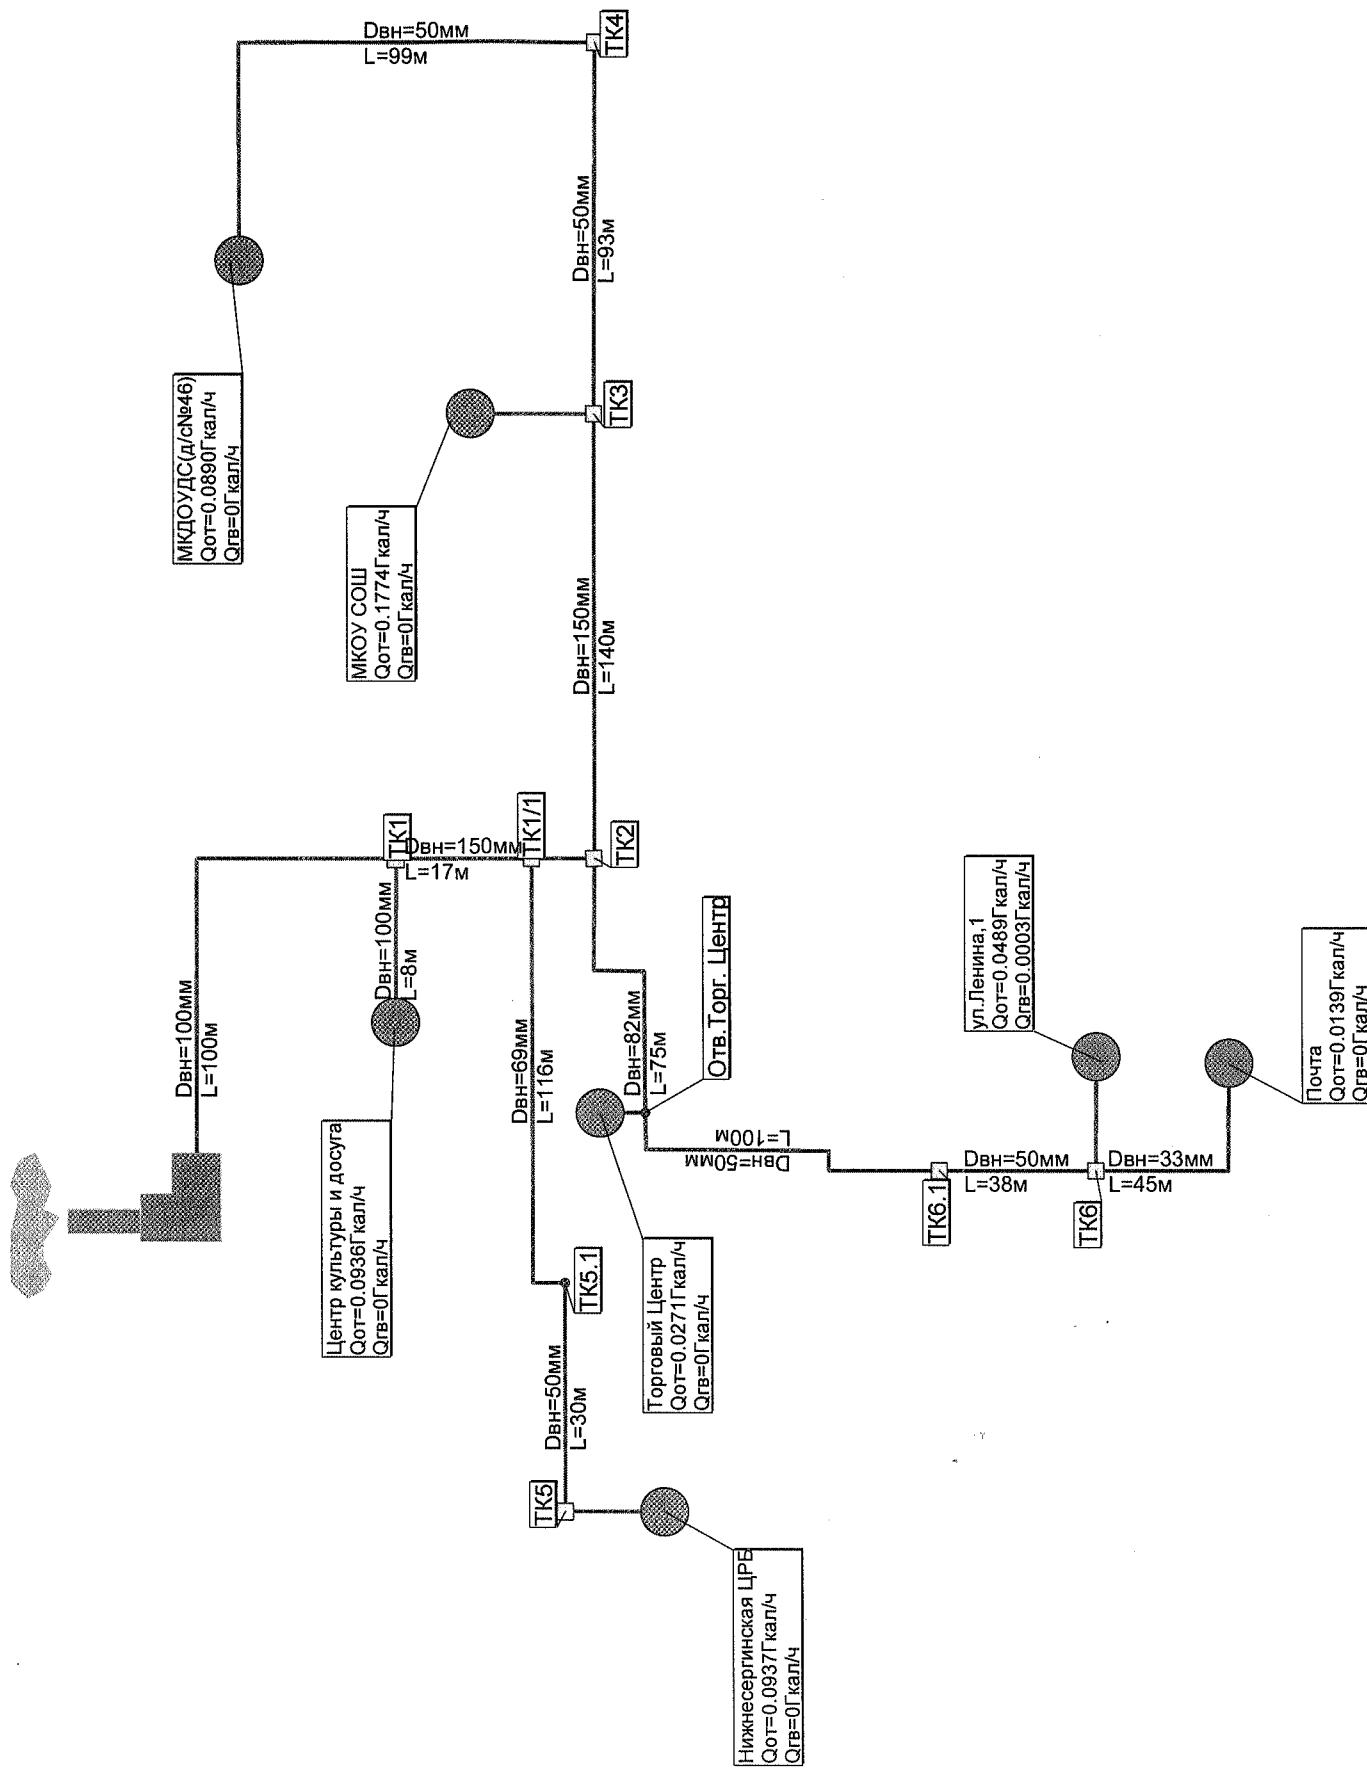 Dвн=50мм
L=99м
ТК4
Dвн=50мм
L=93м
МКДОУДС(д/с№46)
Qот=0.0890Гкал/ч
Qгв=0Гкал/ч
ТК3
МКОУ СОШ
Qот=0.1774Гкал/ч
Qгв=0Гкал/ч
Dвн=150мм
L=140м
ТК1
Dвн=150мм
L=17м
ТК1/1
ТК2
Dвн=100мм
L=100м
Dвн=100мм
L=8м
Центр культуры и досуга
Qот=0.0936Гкал/ч
Qгв=0Гкал/ч
Dвн=69мм
L=116м
Dвн=82мм
L=75м
Отв.Торг. Центр
ул.Ленина,1
Qот=0.0489Гкал/ч
Qгв=0.0003Гкал/ч
Почта
Qот=0.0139Гкал/ч
Qгв=0Гкал/ч
Dвн=50мм
L=100м
ТК6.1
Dвн=50мм
L=38м
ТК6
Dвн=33мм
L=45м
ТК5.1
Торговый Центр
Qот=0.0271Гкал/ч
Qгв=0Гкал/ч
Dвн=50мм
L=30м
ТК5
Нижнесергинская ЦРБ
Qот=0.0937Гкал/ч
Qгв=0Гкал/ч